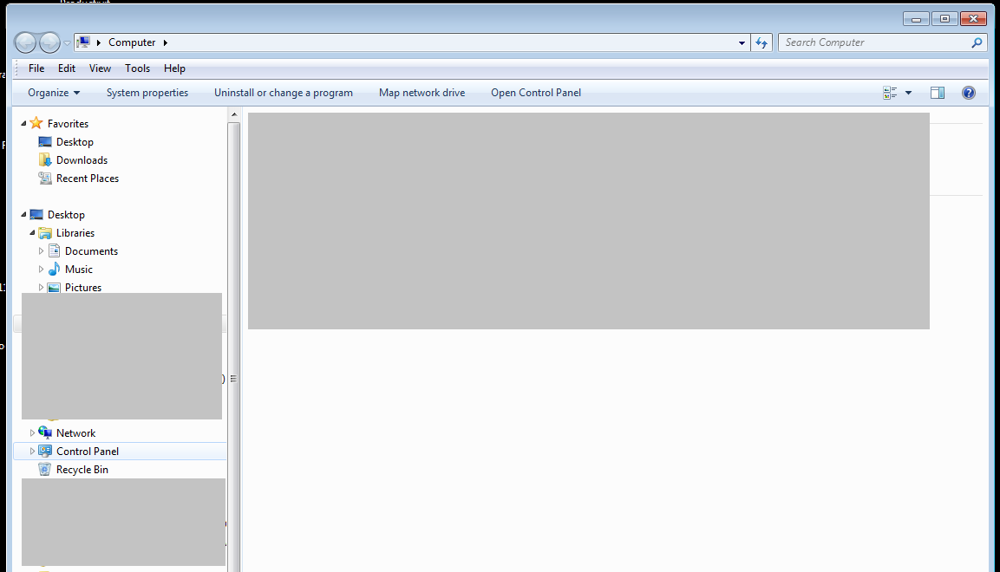 Computer
Search Computer
File Edit View Tools Help
Organize System properties Uninstall or change a program Map network drive Open Control Panel
Favorites
Desktop
Downloads
Recent Places
Desktop
Libraries
Documents
Music
Pictures
)
Network
Control Panel
Recycle Bin